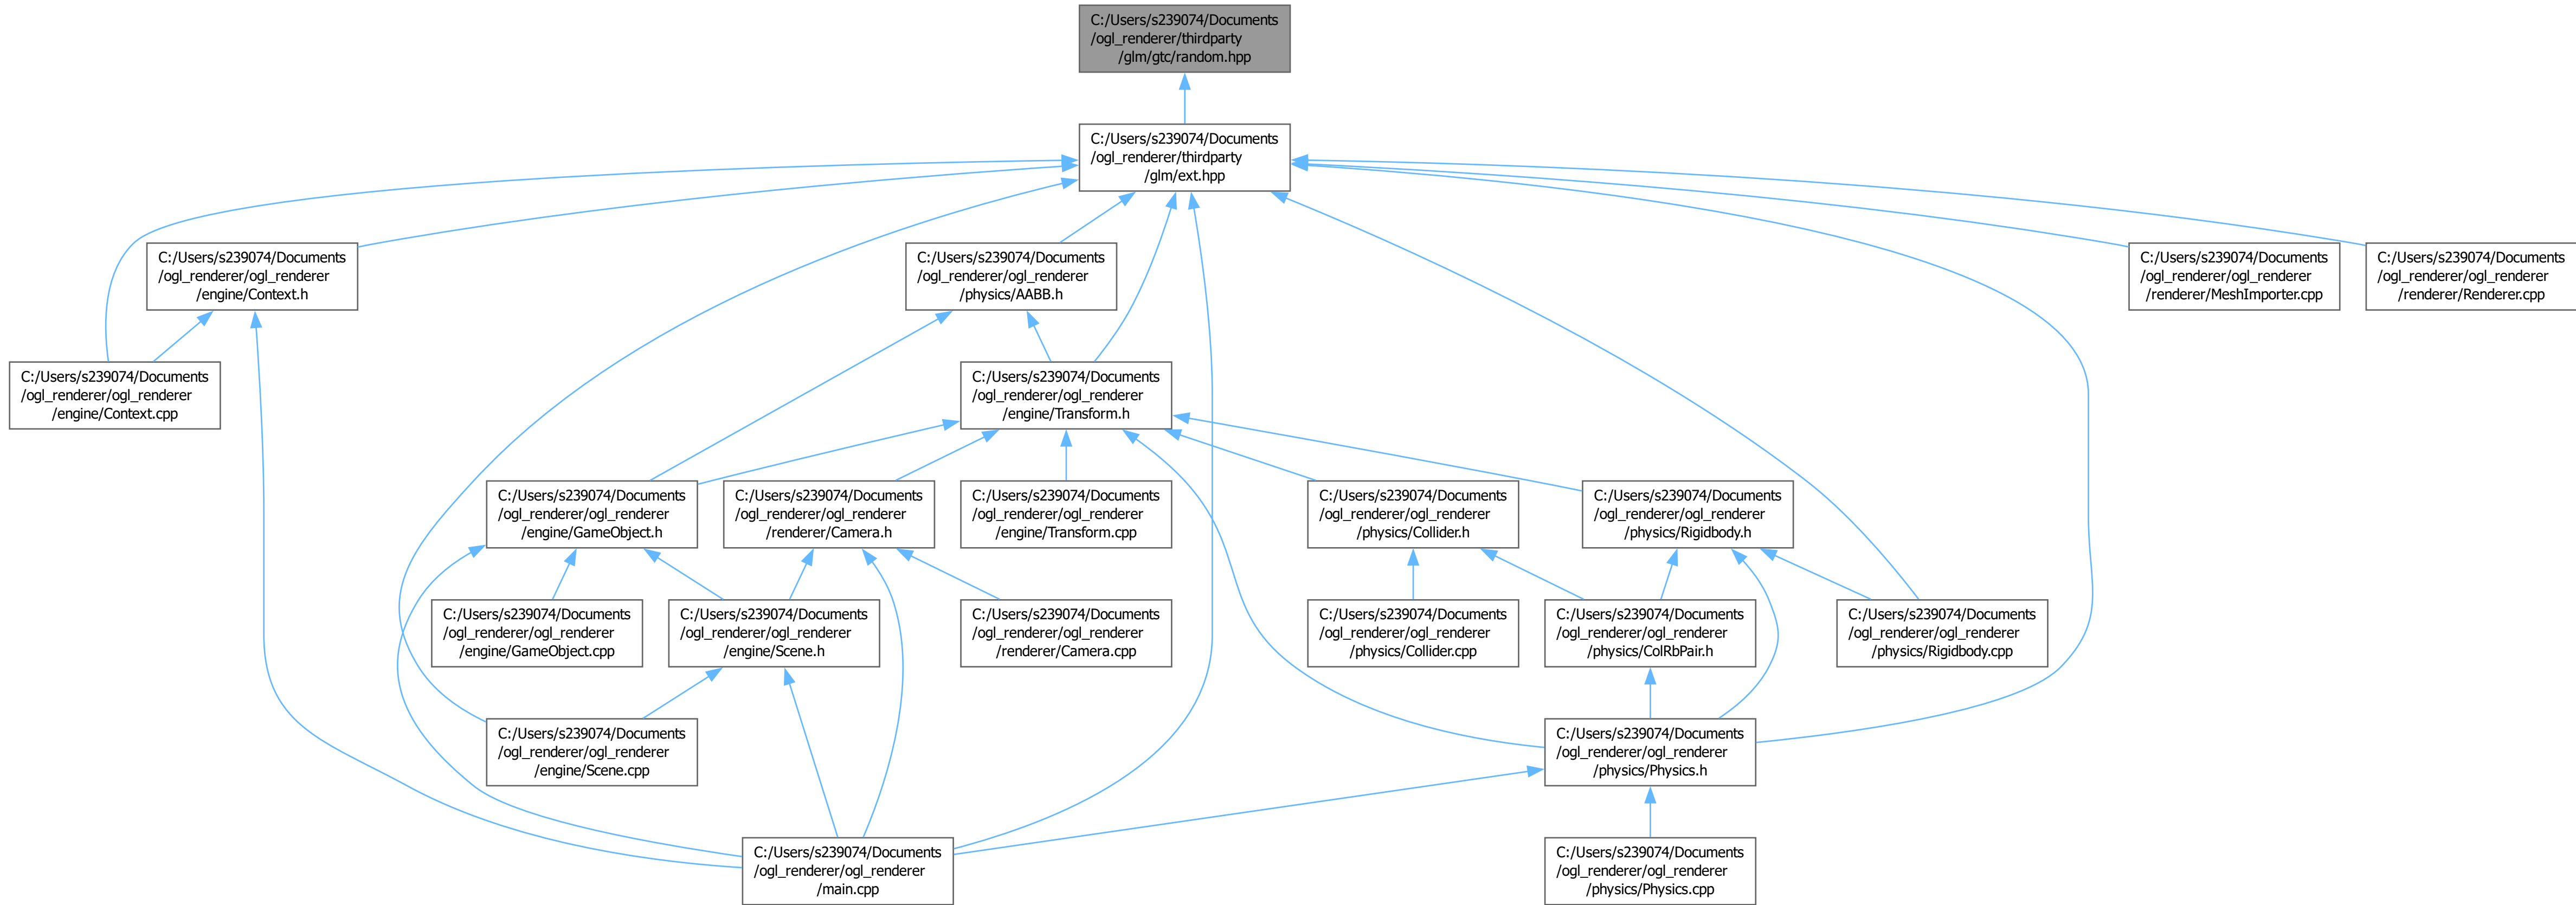 C:/Users/s239074/Documents
/ogl_renderer/thirdparty
/glm/gtc/random.hpp
C:/Users/s239074/Documents
/ogl_renderer/thirdparty
/glm/ext.hpp
C:/Users/s239074/Documents
/ogl_renderer/ogl_renderer
/engine/Context.h
C:/Users/s239074/Documents
/ogl_renderer/ogl_renderer
/physics/AABB.h
C:/Users/s239074/Documents
/ogl_renderer/ogl_renderer
/renderer/MeshImporter.cpp
C:/Users/s239074/Documents
/ogl_renderer/ogl_renderer
/renderer/Renderer.cpp
C:/Users/s239074/Documents
/ogl_renderer/ogl_renderer
/engine/Context.cpp
C:/Users/s239074/Documents
/ogl_renderer/ogl_renderer
/engine/Transform.h
C:/Users/s239074/Documents
/ogl_renderer/ogl_renderer
/engine/GameObject.h
C:/Users/s239074/Documents
/ogl_renderer/ogl_renderer
/renderer/Camera.h
C:/Users/s239074/Documents
/ogl_renderer/ogl_renderer
/engine/Transform.cpp
C:/Users/s239074/Documents
/ogl_renderer/ogl_renderer
/physics/Collider.h
C:/Users/s239074/Documents
/ogl_renderer/ogl_renderer
/physics/Rigidbody.h
C:/Users/s239074/Documents
/ogl_renderer/ogl_renderer
/engine/GameObject.cpp
C:/Users/s239074/Documents
/ogl_renderer/ogl_renderer
/engine/Scene.h
C:/Users/s239074/Documents
/ogl_renderer/ogl_renderer
/renderer/Camera.cpp
C:/Users/s239074/Documents
/ogl_renderer/ogl_renderer
/physics/Collider.cpp
C:/Users/s239074/Documents
/ogl_renderer/ogl_renderer
/physics/ColRbPair.h
C:/Users/s239074/Documents
/ogl_renderer/ogl_renderer
/physics/Rigidbody.cpp
C:/Users/s239074/Documents
/ogl_renderer/ogl_renderer
/engine/Scene.cpp
C:/Users/s239074/Documents
/ogl_renderer/ogl_renderer
/physics/Physics.h
C:/Users/s239074/Documents
/ogl_renderer/ogl_renderer
/main.cpp
C:/Users/s239074/Documents
/ogl_renderer/ogl_renderer
/physics/Physics.cpp